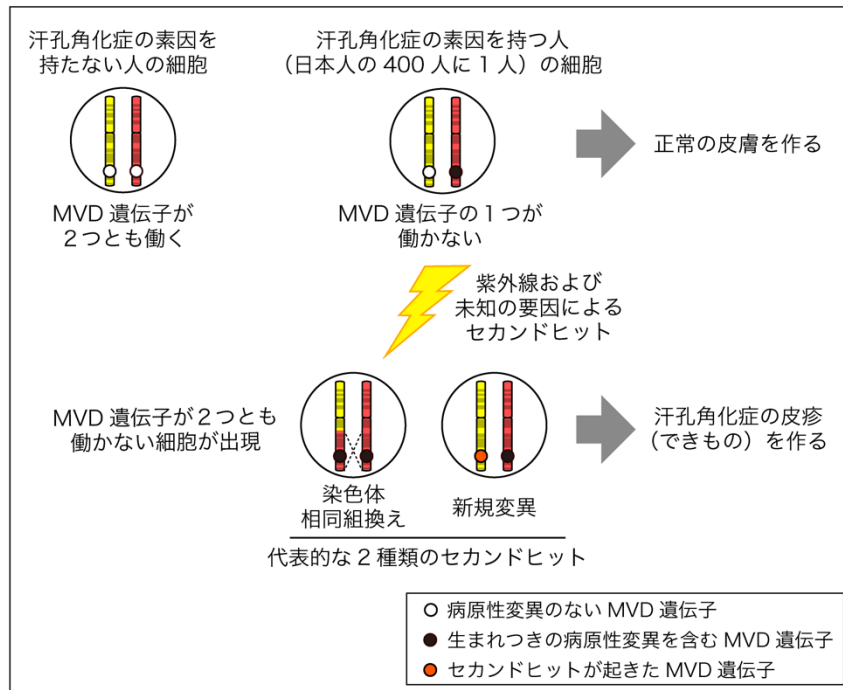 汗孔角化症の素因を
持たない人の細胞
汗孔角化症の素因を持つ人
（日本人の 400 人に 1 人）の細胞
正常の皮膚を作る
MVD 遺伝子が
２つとも働く
MVD 遺伝子の１つが
働かない
紫外線および
未知の要因による
セカンドヒット
MVD 遺伝子が２つとも
働かない細胞が出現
汗孔角化症の皮疹
（できもの）を作る
染色体
相同組換え
新規変異
代表的な 2 種類のセカンドヒット
病原性変異のない MVD 遺伝子
生まれつきの病原性変異を含む MVD 遺伝子
セカンドヒットが起きた MVD 遺伝子